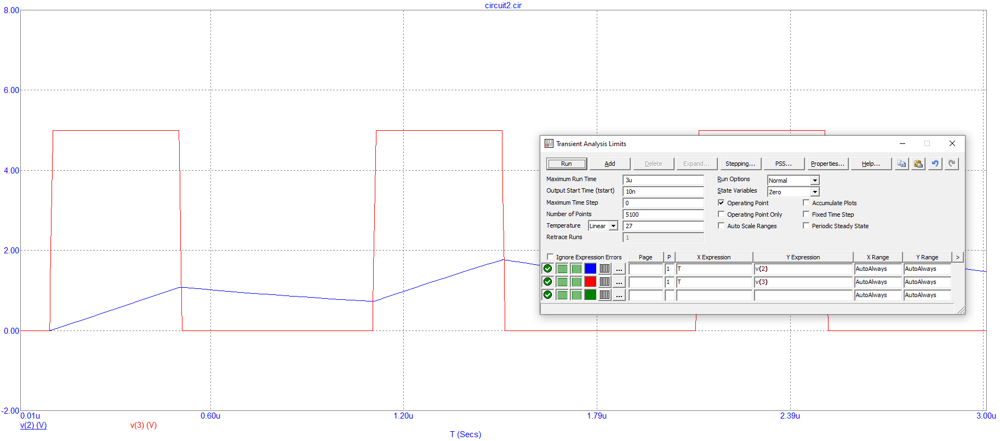 circuit2.cir
8.00
6.00
4.00
2.00
0.00
-2.00
0.01u 0.60u 1.20u 1.79u 2.39u 3.00u
v(2) (V) v(3) (V)
T (Secs)
Transient Analysis Limits
Run Add Delete Expand... Stepping... PSS... Properties... Help...
Maximum Run Time 3u Run Options Normal
Output Start Time (tstart) 10n State Variables Zero
Maximum Time Step 0 Operating Point Accumulate Plots
Number of Points 5100 Operating Point Only Fixed Time Step
Temperature Linear 27 Auto Scale Ranges Periodic Steady State
Retrace Runs 1
Ignore Expression Errors Page P X Expression Y Expression X Range Y Range >
... 1 T v(2) AutoAlways AutoAlways
... 1 T v(3) AutoAlways AutoAlways
... AutoAlways AutoAlways